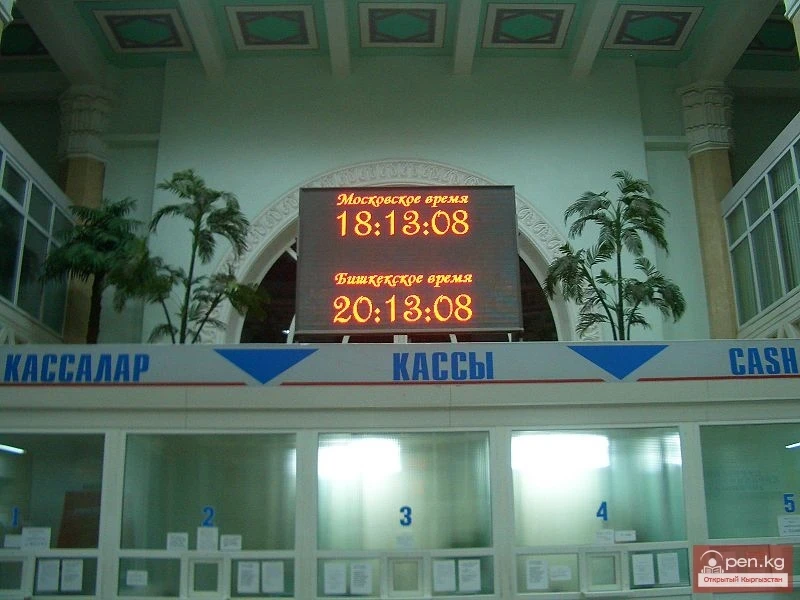 Московское время
18:13:08
Бишкекское время
20:13:08
КАССАЛАР КАССЫ CASH
1 2 3 4 5
Open.kg
Открытый Кыргызстан